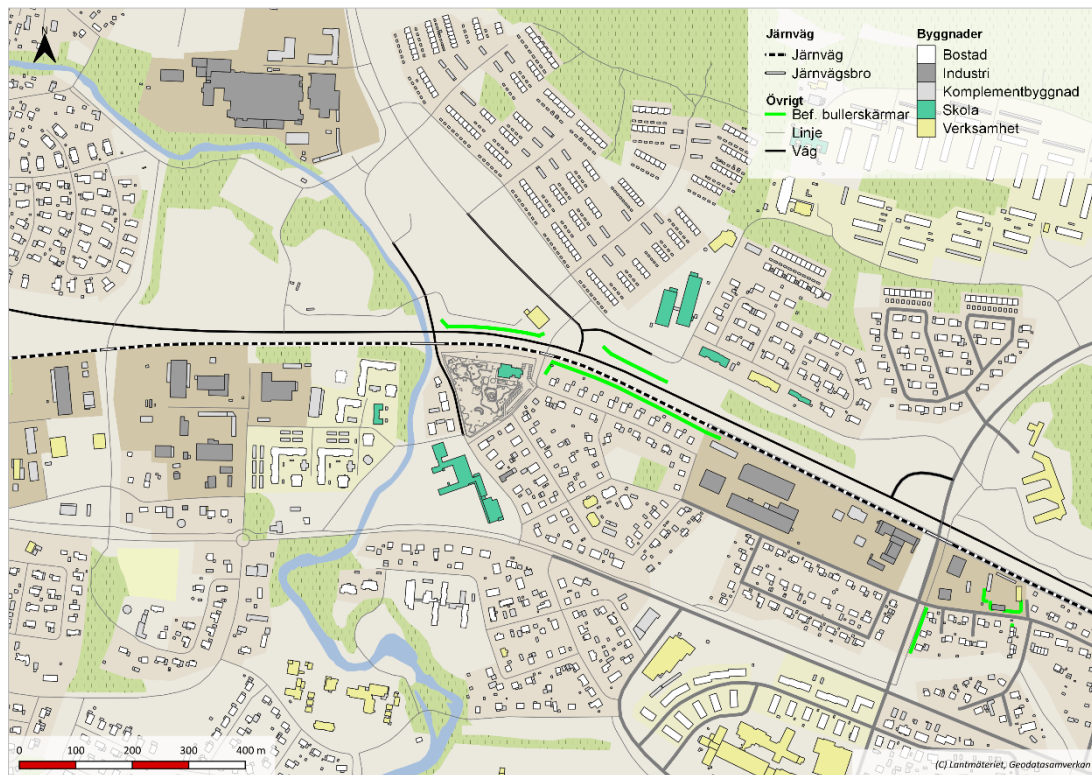 N
Järnväg
Järnväg
Järnvägsbro
Övrigt
Bef. bullerskärmar
Linje
Väg
Byggnader
Bostad
Industri
Komplementbyggnad
Skola
Verksamhet
0 100 200 300 400 m
(C) Lantmäteriet, Geodatasamverkan